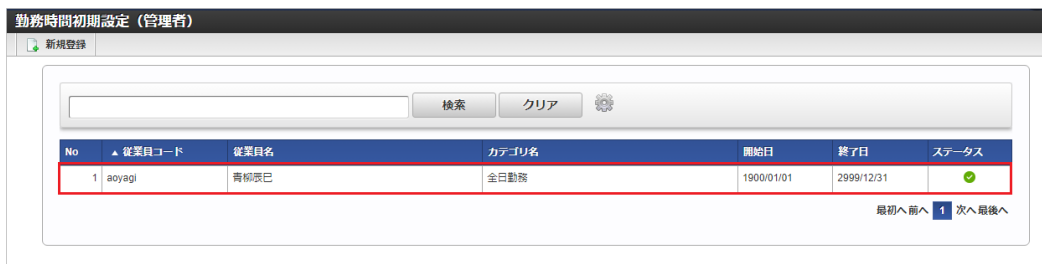 勤務時間初期設定（管理者）
新規登録
検索 クリア
No ▲ 従業員コード 従業員名 カテゴリ名 開始日 終了日 ステータス
1 aoyagi 青柳辰巳 全日勤務 1900/01/01 2999/12/31
最初へ 前へ 1 次へ 最後へ